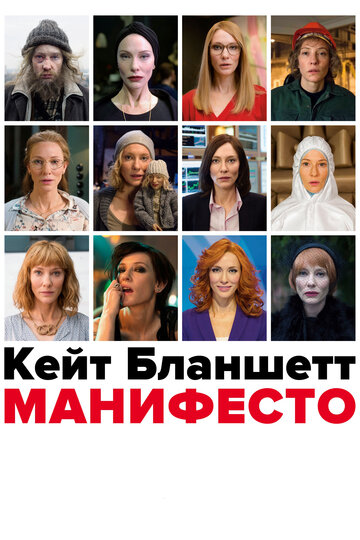 Кейт Бланшетт
МАНИФЕСТО